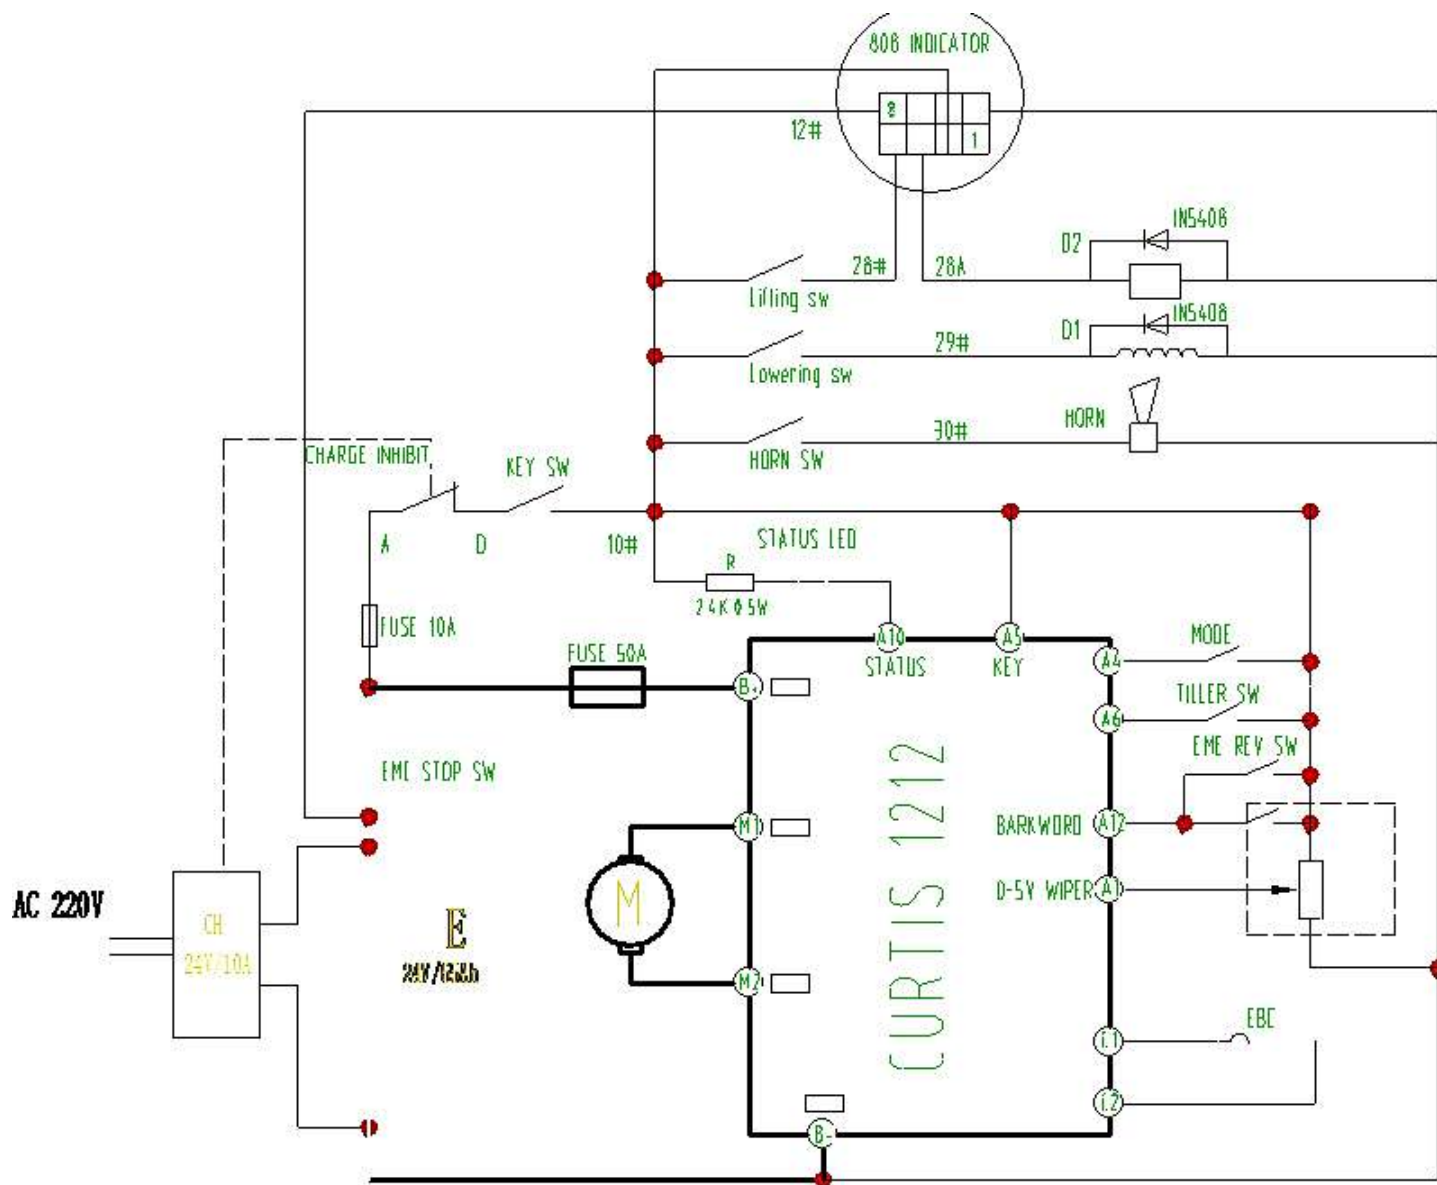 806 INDICATOR
8
12#
1
IN5408
D2
28#
28A
Lifling sw
IN5408
D1
29#
Lowering sw
HORN
30#
HORN SW
CHARGE INHIBIT
KEY SW
A
D
10#
STATUS LED
R
FUSE 10A
FUSE 50A
A10
A5
STATUS
KEY
MODE
A4
B+
TILLER SW
A6
EME REV SW
EME STOP SW
CURTIS 1212
M1
BARKWORD
A12
AC 220V
CH
24V/10A
E
M
D-5V WIPER
A1
M2
EBE
B-